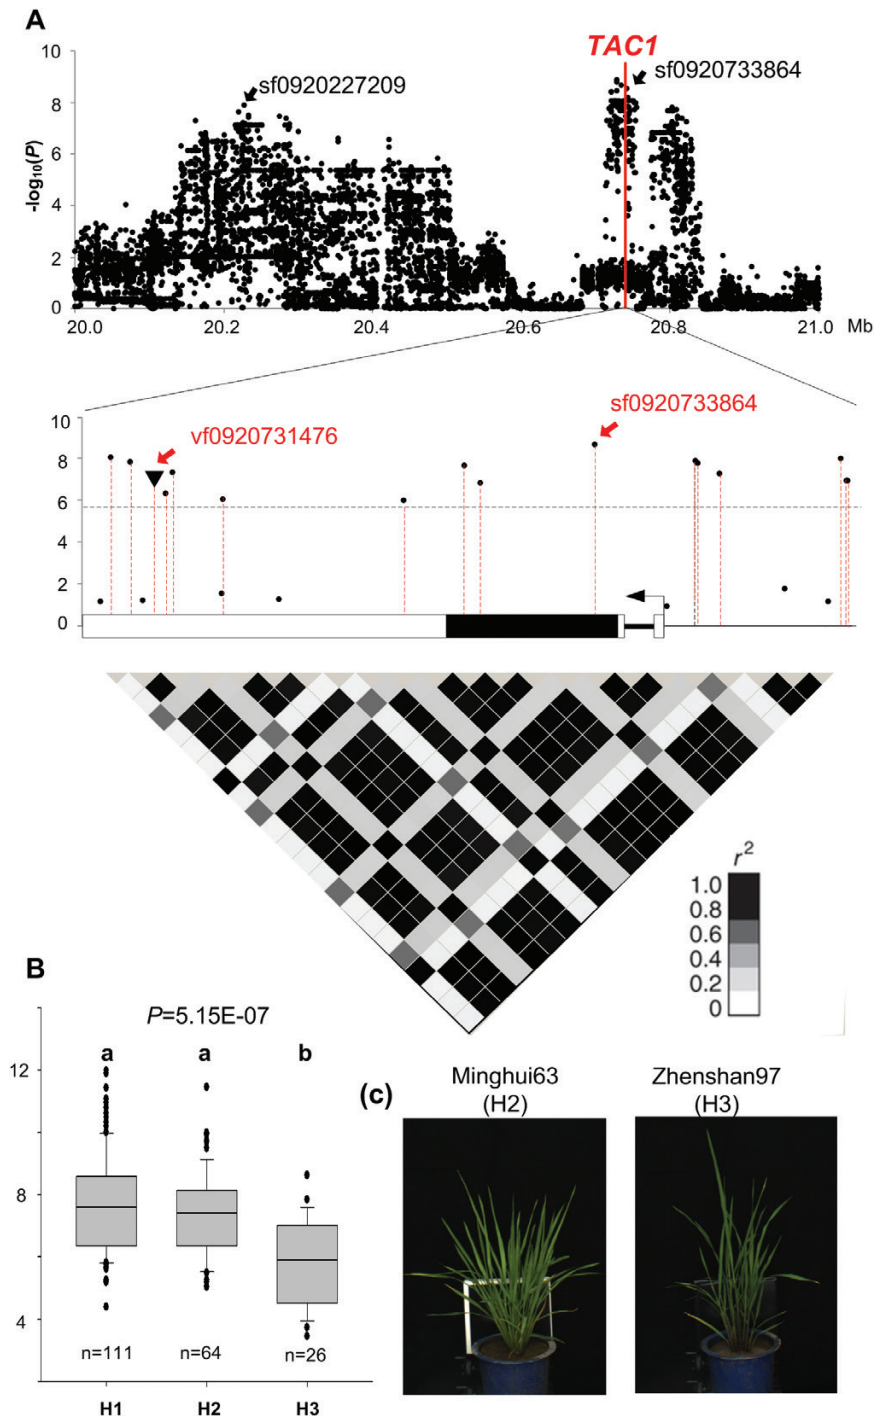 A
TAC1
sf0920227209
sf0920733864
-log10(P)
10
8
6
4
2
0
20.0 20.2 20.4 20.6 20.8 21.0 Mb
vf0920731476
sf0920733864
10
8
6
4
2
0
r2
1.0
0.8
0.6
0.4
0.2
0
B
P=5.15E-07
a a b
12
8
4
n=111 n=64 n=26
H1 H2 H3
(c)
Minghui63
(H2)
Zhenshan97
(H3)